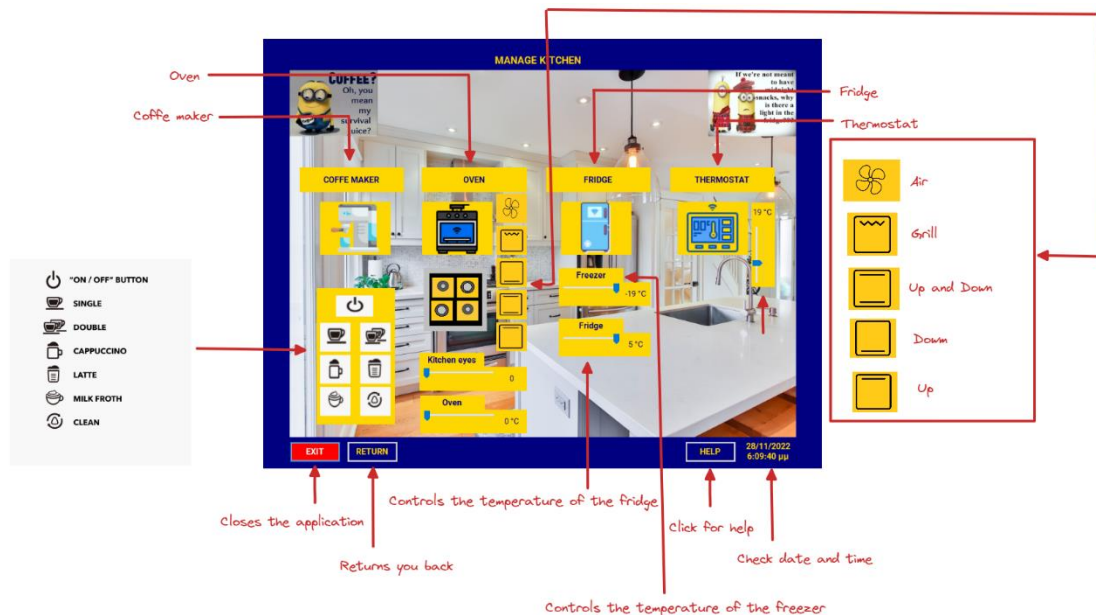 MANAGE KITCHEN
COFFEE?
Oh, you
mean
my
survival
juice?
If we're not meant
to have
midnight
snacks, why
is there a
light in the
fridge???
Oven
Coffe maker
Fridge
Thermostat
COFFE MAKER
OVEN
FRIDGE
THERMOSTAT
19 °C
Freezer
-19 °C
Fridge
5 °C
Kitchen eyes
0
Oven
0 °C
"ON / OFF" BUTTON
SINGLE
DOUBLE
CAPPUCCINO
LATTE
MILK FROTH
CLEAN
Air
Grill
Up and Down
Down
Up
EXIT
RETURN
HELP
28/11/2022
6:09:40 μμ
Controls the temperature of the fridge
Closes the application
Click for help
Returns you back
Check date and time
Controls the temperature of the freezer